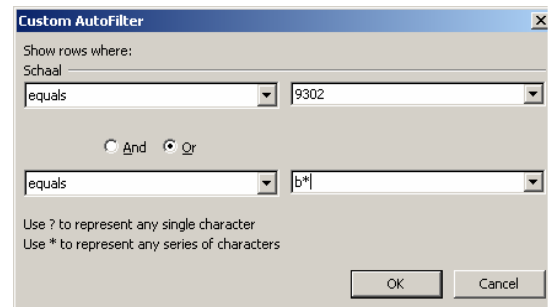 Custom AutoFilter
Show rows where:
Schaal
equals 9302
And Or
equals b*
Use ? to represent any single character
Use * to represent any series of characters
OK Cancel